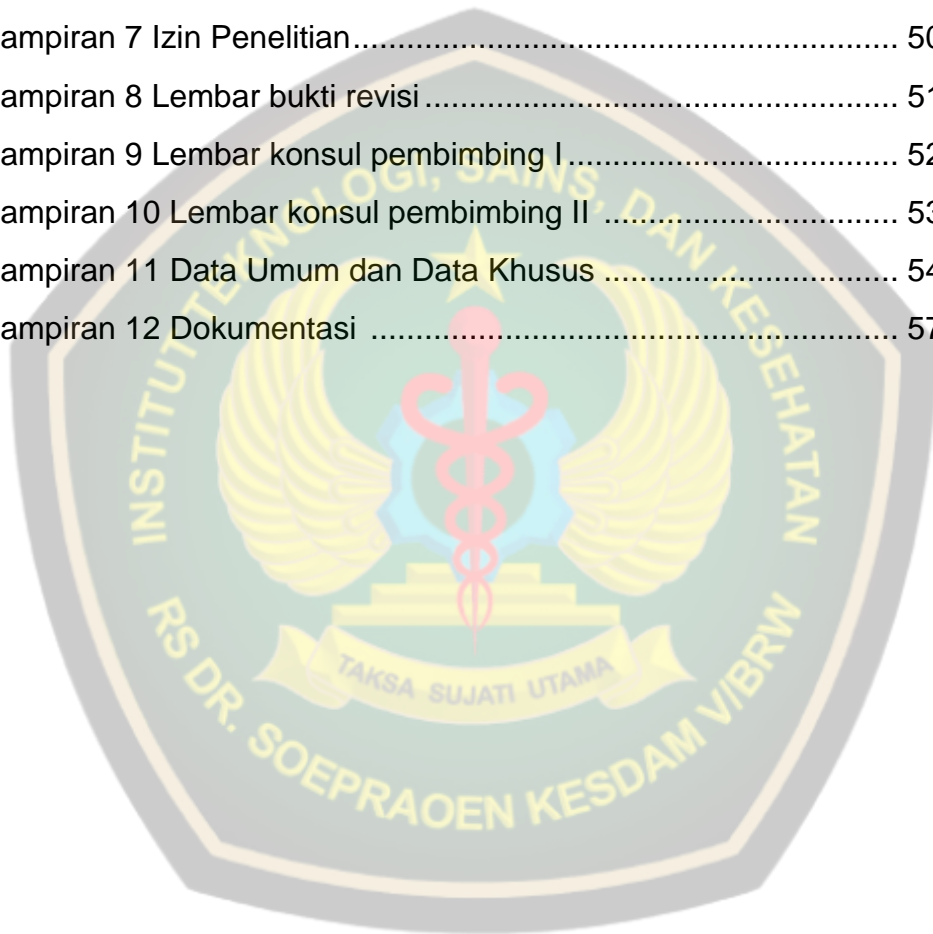 ampiran 7 Izin Penelitian.................................................................. 50
ampiran 8 Lembar bukti revisi ......................................................... 51
ampiran 9 Lembar konsul pembimbing I........................................ 52
ampiran 10 Lembar konsul pembimbing II ................................... 53
ampiran 11 Data Umum dan Data Khusus ................................... 54
ampiran 12 Dokumentasi ............................................................... 57
INSTITUT TEKNOLOGI, SAINS, DAN KESEHATAN
TAKSA SUJATI UTAMA
RS DR. SOEPRAOEN KESDAM V/BRW